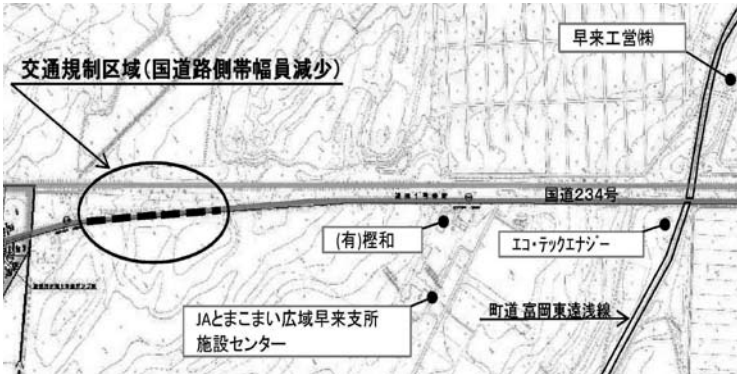 早来工営㈱
交通規制区域(国道路側帯幅員減少)
国道234号
(有)樫和
エコ・テックエナジー
JAとまこまい広域早来支所
施設センター
町道 富岡東遠浅線